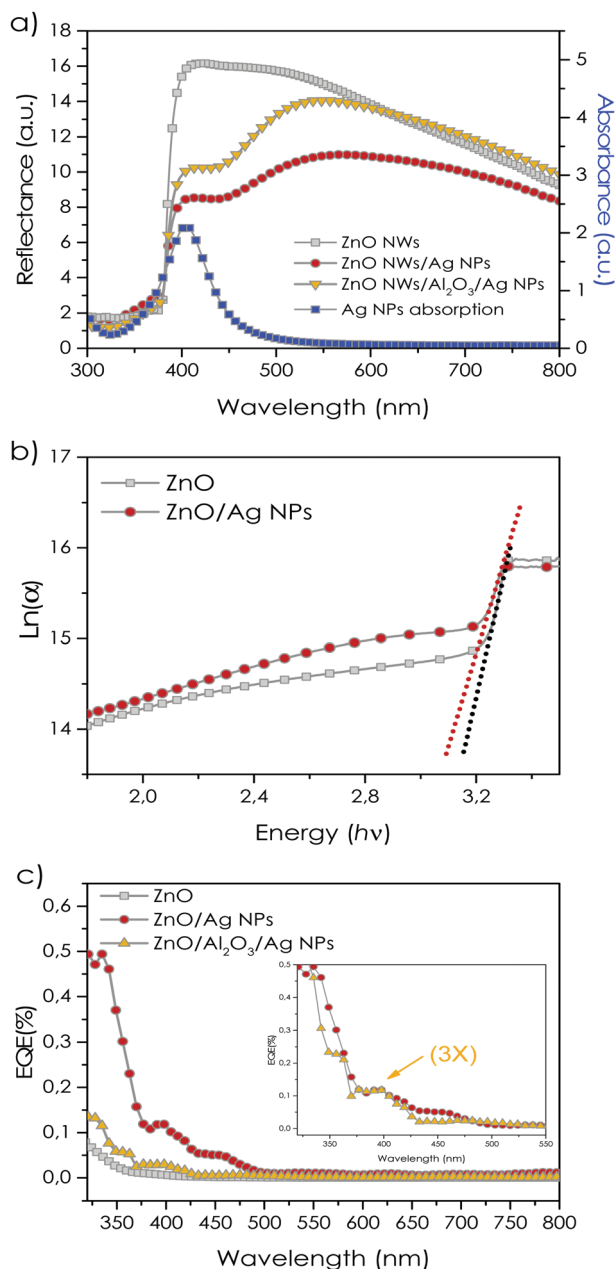 a)
18
16
14
12
10
8
6
4
2
0
Reflectance (a.u.)
5
4
3
2
1
0
Absorbance (a.u.)
ZnO NWs
ZnO NWs/Ag NPs
ZnO NWs/Al₂O₃/Ag NPs
Ag NPs absorption
300 400 500 600 700 800
Wavelength (nm)
b)
17
16
15
14
Ln(α)
ZnO
ZnO/Ag NPs
2,0 2,4 2,8 3,2
Energy (hν)
c)
0,6
0,5
0,4
0,3
0,2
0,1
0,0
EQE(%)
ZnO
ZnO/Ag NPs
ZnO/Al₂O₃/Ag NPs
0,5
0,4
0,3
0,2
0,1
0,0
EQE(%)
(3X)
350 400 450 500 550
Wavelength (nm)
350 400 450 500 550 600 650 700 750 800
Wavelength (nm)